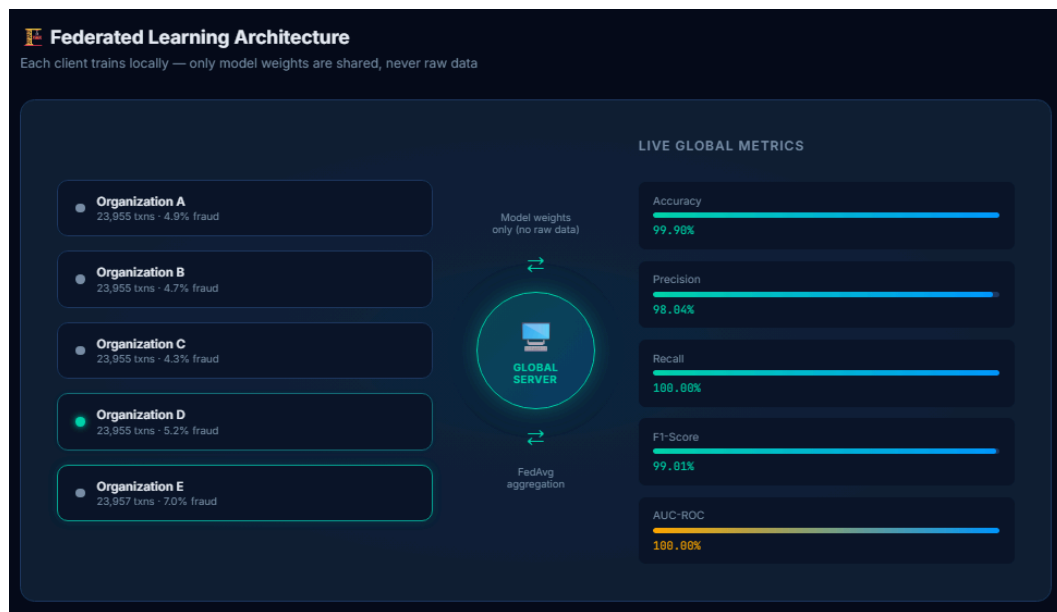 Federated Learning Architecture
Each client trains locally — only model weights are shared, never raw data
Organization A
23,955 txns · 4.9% fraud
Organization B
23,955 txns · 4.7% fraud
Organization C
23,955 txns · 4.3% fraud
Organization D
23,955 txns · 5.2% fraud
Organization E
23,957 txns · 7.0% fraud
Model weights
only (no raw data)
GLOBAL
SERVER
FedAvg
aggregation
LIVE GLOBAL METRICS
Accuracy
99.90%
Precision
98.04%
Recall
100.00%
F1-Score
99.01%
AUC-ROC
100.00%